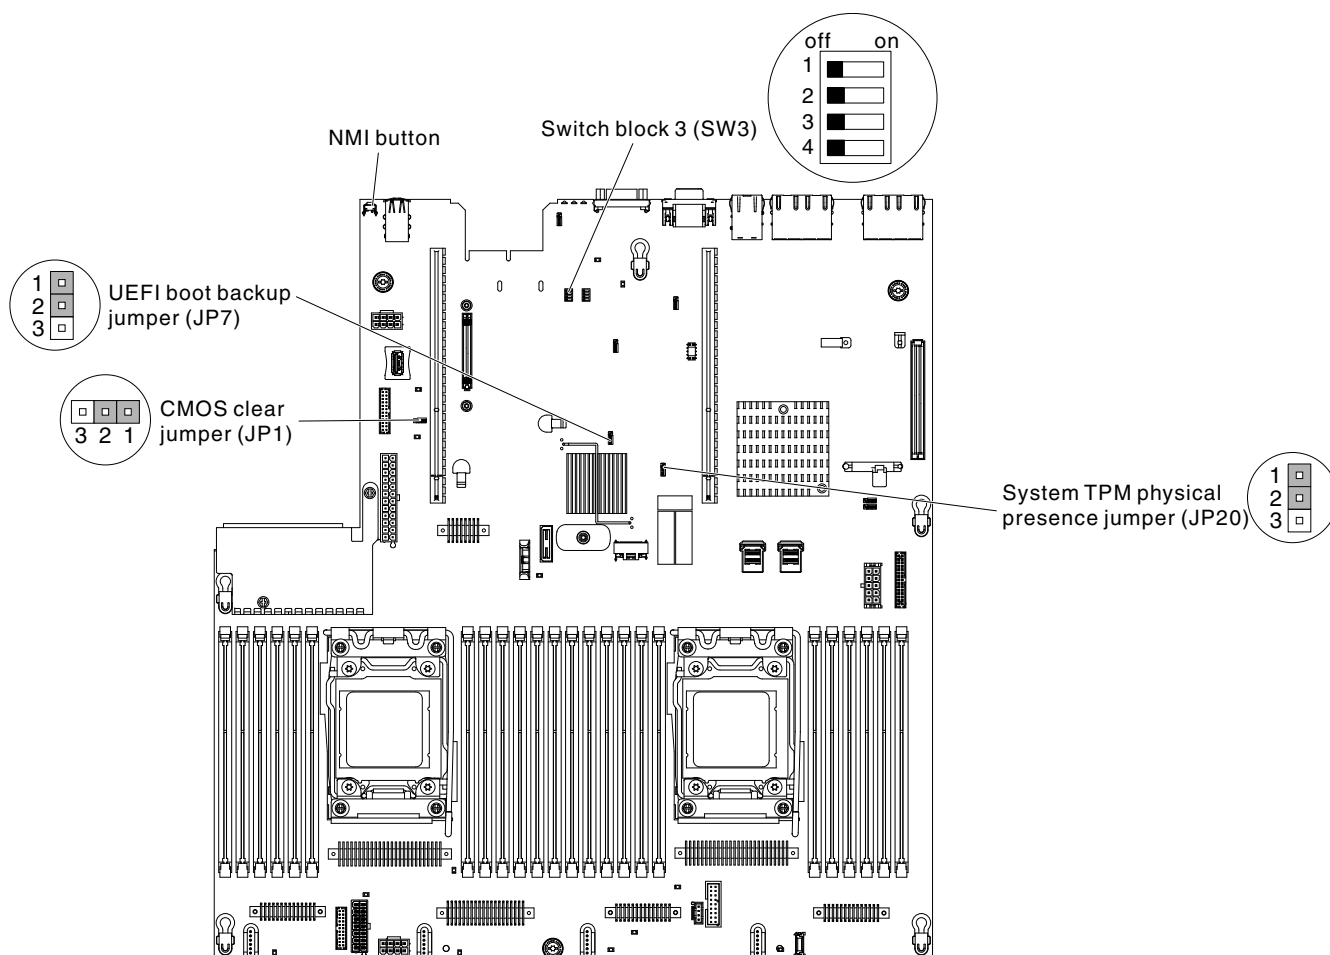 off on
1
2
3
4
Switch block 3 (SW3)
NMI button
1
2
3
UEFI boot backup
jumper (JP7)
3 2 1
CMOS clear
jumper (JP1)
System TPM physical
presence jumper (JP20)
1
2
3